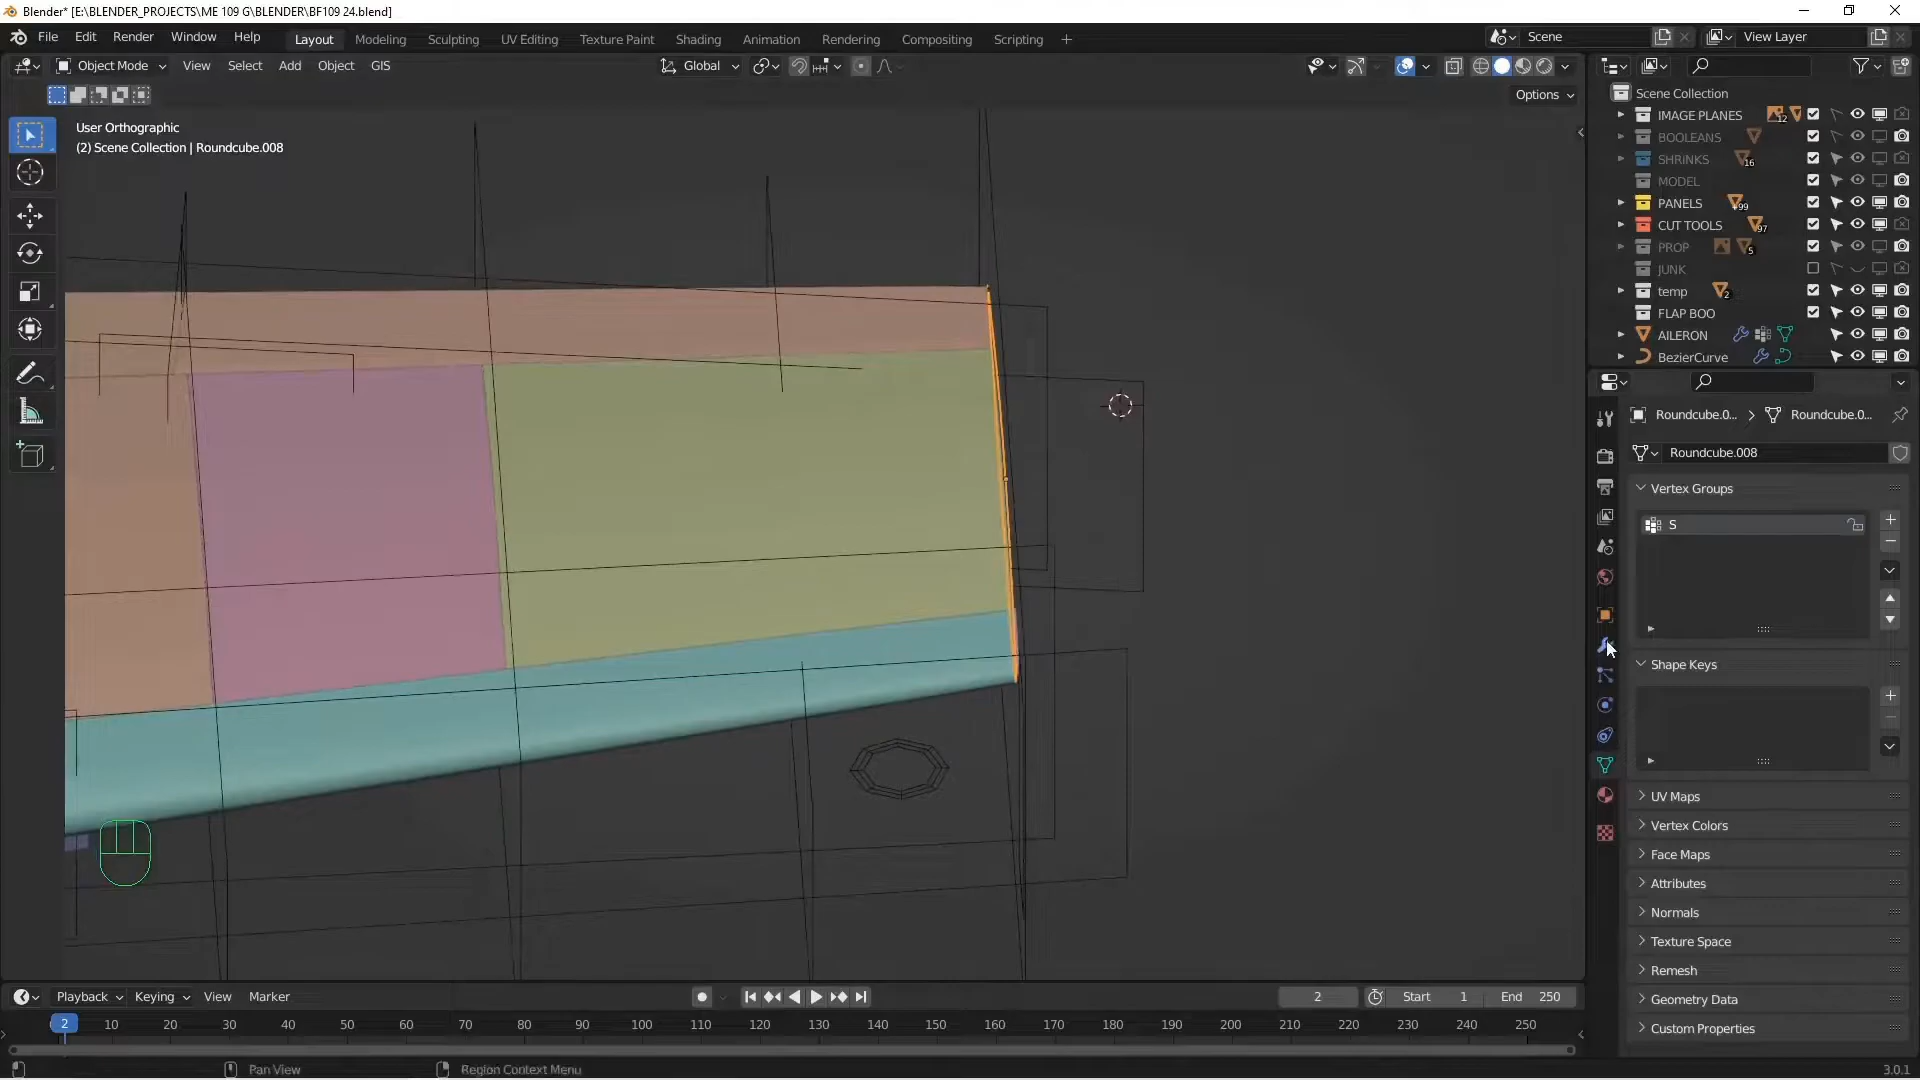 Blender* [E:\BLENDER_PROJECTS\ME 109 G\BLENDER\BF109 24.blend]
File Edit Render Window Help Layout Modeling Sculpting UV Editing Texture Paint Shading Animation Rendering Compositing Scripting + Scene View Layer
Object Mode View Select Add Object GIS Global
Options
User Orthographic
(2) Scene Collection | Roundcube.008
Scene Collection
IMAGE PLANES 12
BOOLEANS
SHRINKS 16
MODEL
PANELS +99
CUT TOOLS 97
PROP 5
JUNK
temp 2
FLAP BOO
AILERON
BezierCurve
Roundcube.0... > Roundcube.0...
Roundcube.008
Vertex Groups
S
Shape Keys
UV Maps
Vertex Colors
Face Maps
Attributes
Normals
Texture Space
Remesh
Geometry Data
Custom Properties
Playback Keying View Marker 2 Start 1 End 250
2 10 20 30 40 50 60 70 80 90 100 110 120 130 140 150 160 170 180 190 200 210 220 230 240 250
Pan View Region Context Menu 3.0.1